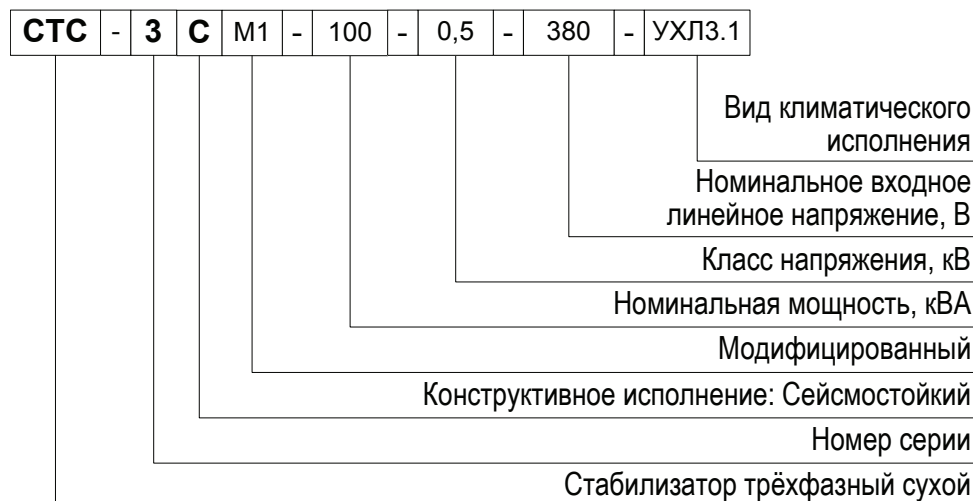 СТС - 3 С М1 - 100 - 0,5 - 380 - УХЛ3.1
Вид климатического
исполнения
Номинальное входное
линейное напряжение, В
Класс напряжения, кВ
Номинальная мощность, кВА
Модифицированный
Конструктивное исполнение: Сейсмостойкий
Номер серии
Стабилизатор трёхфазный сухой